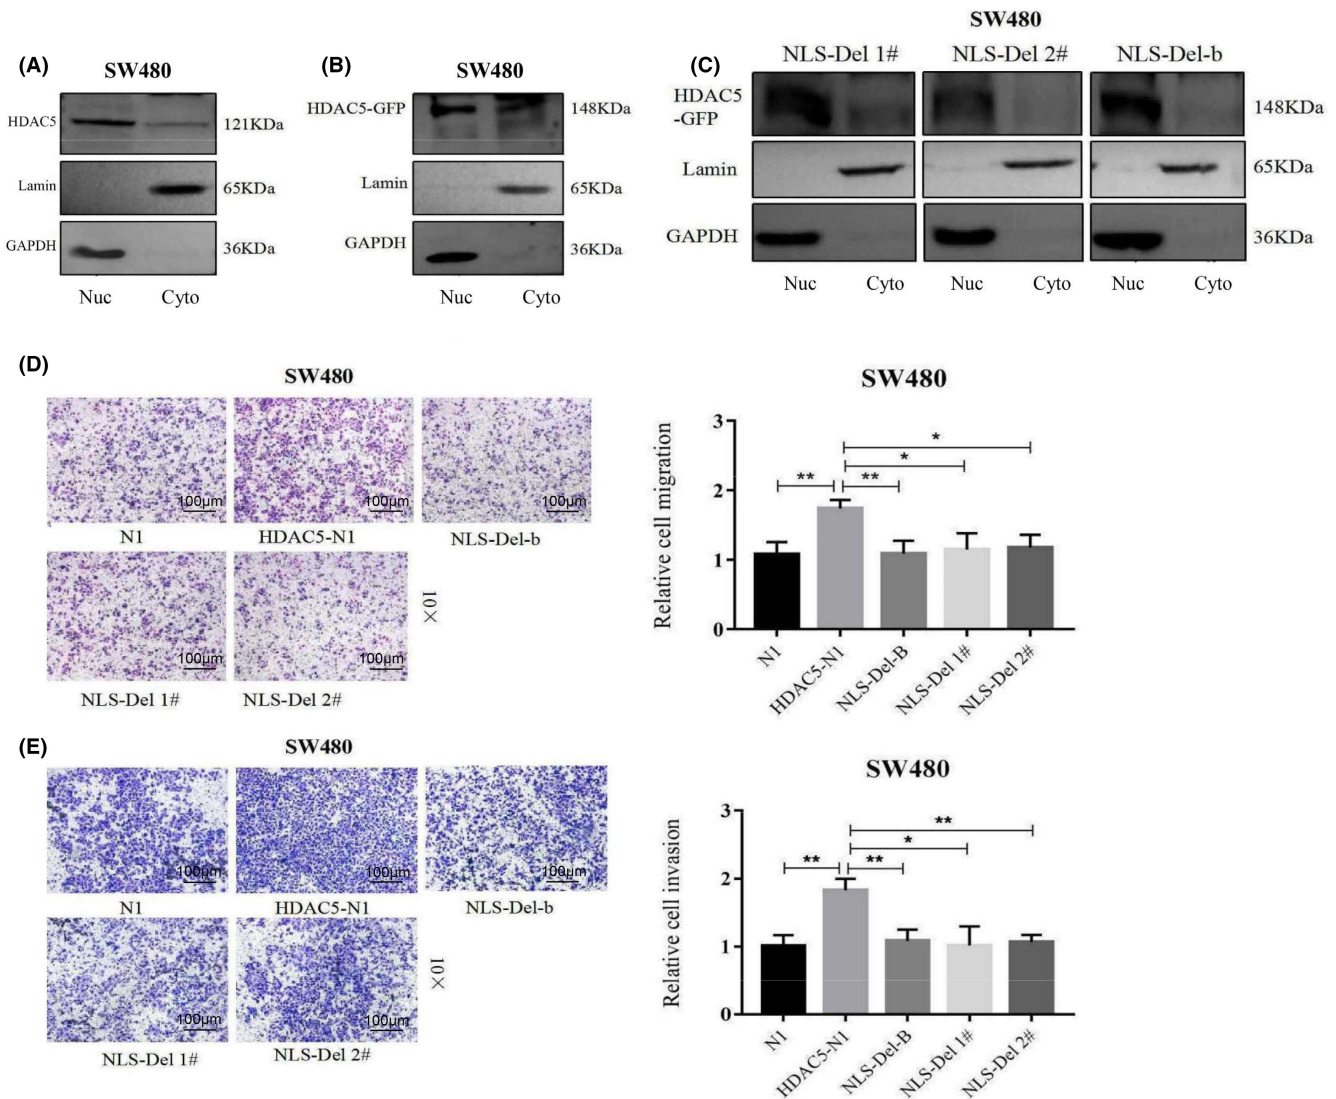 (A)
SW480
HDAC5
121KDa
Lamin
65KDa
GAPDH
36KDa
Nuc Cyto
(B)
SW480
HDAC5-GFP
148KDa
Lamin
65KDa
GAPDH
36KDa
Nuc Cyto
(C)
SW480
NLS-Del 1# NLS-Del 2# NLS-Del-b
HDAC5
-GFP
148KDa
Lamin
65KDa
GAPDH
36KDa
Nuc Cyto Nuc Cyto Nuc Cyto
(D)
SW480
100μm 100μm 100μm
N1 HDAC5-N1 NLS-Del-b
100μm 100μm
10×
NLS-Del 1# NLS-Del 2#
SW480
Relative cell migration
3
2
1
0
*
*
** **
N1 HDAC5-N1 NLS-Del-B NLS-Del 1# NLS-Del 2#
(E)
SW480
100μm 100μm 100μm
N1 HDAC5-N1 NLS-Del-b
100μm 100μm
10×
NLS-Del 1# NLS-Del 2#
SW480
Relative cell invasion
3
2
1
0
**
*
** **
N1 HDAC5-N1 NLS-Del-B NLS-Del 1# NLS-Del 2#